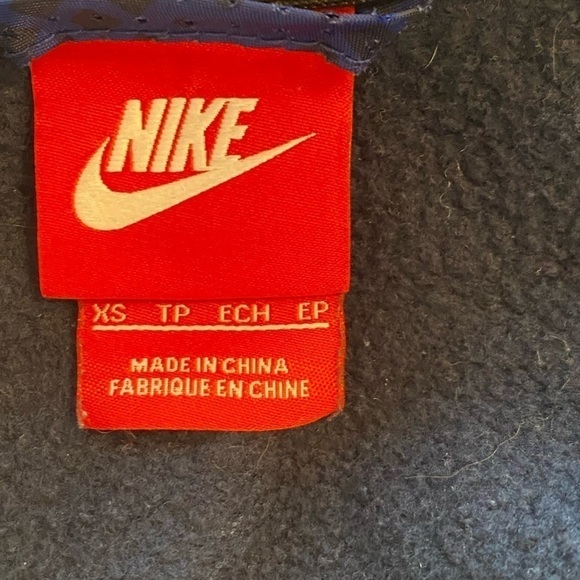 NIKE
XS TP ECH EP
MADE IN CHINA
FABRIQUE EN CHINE